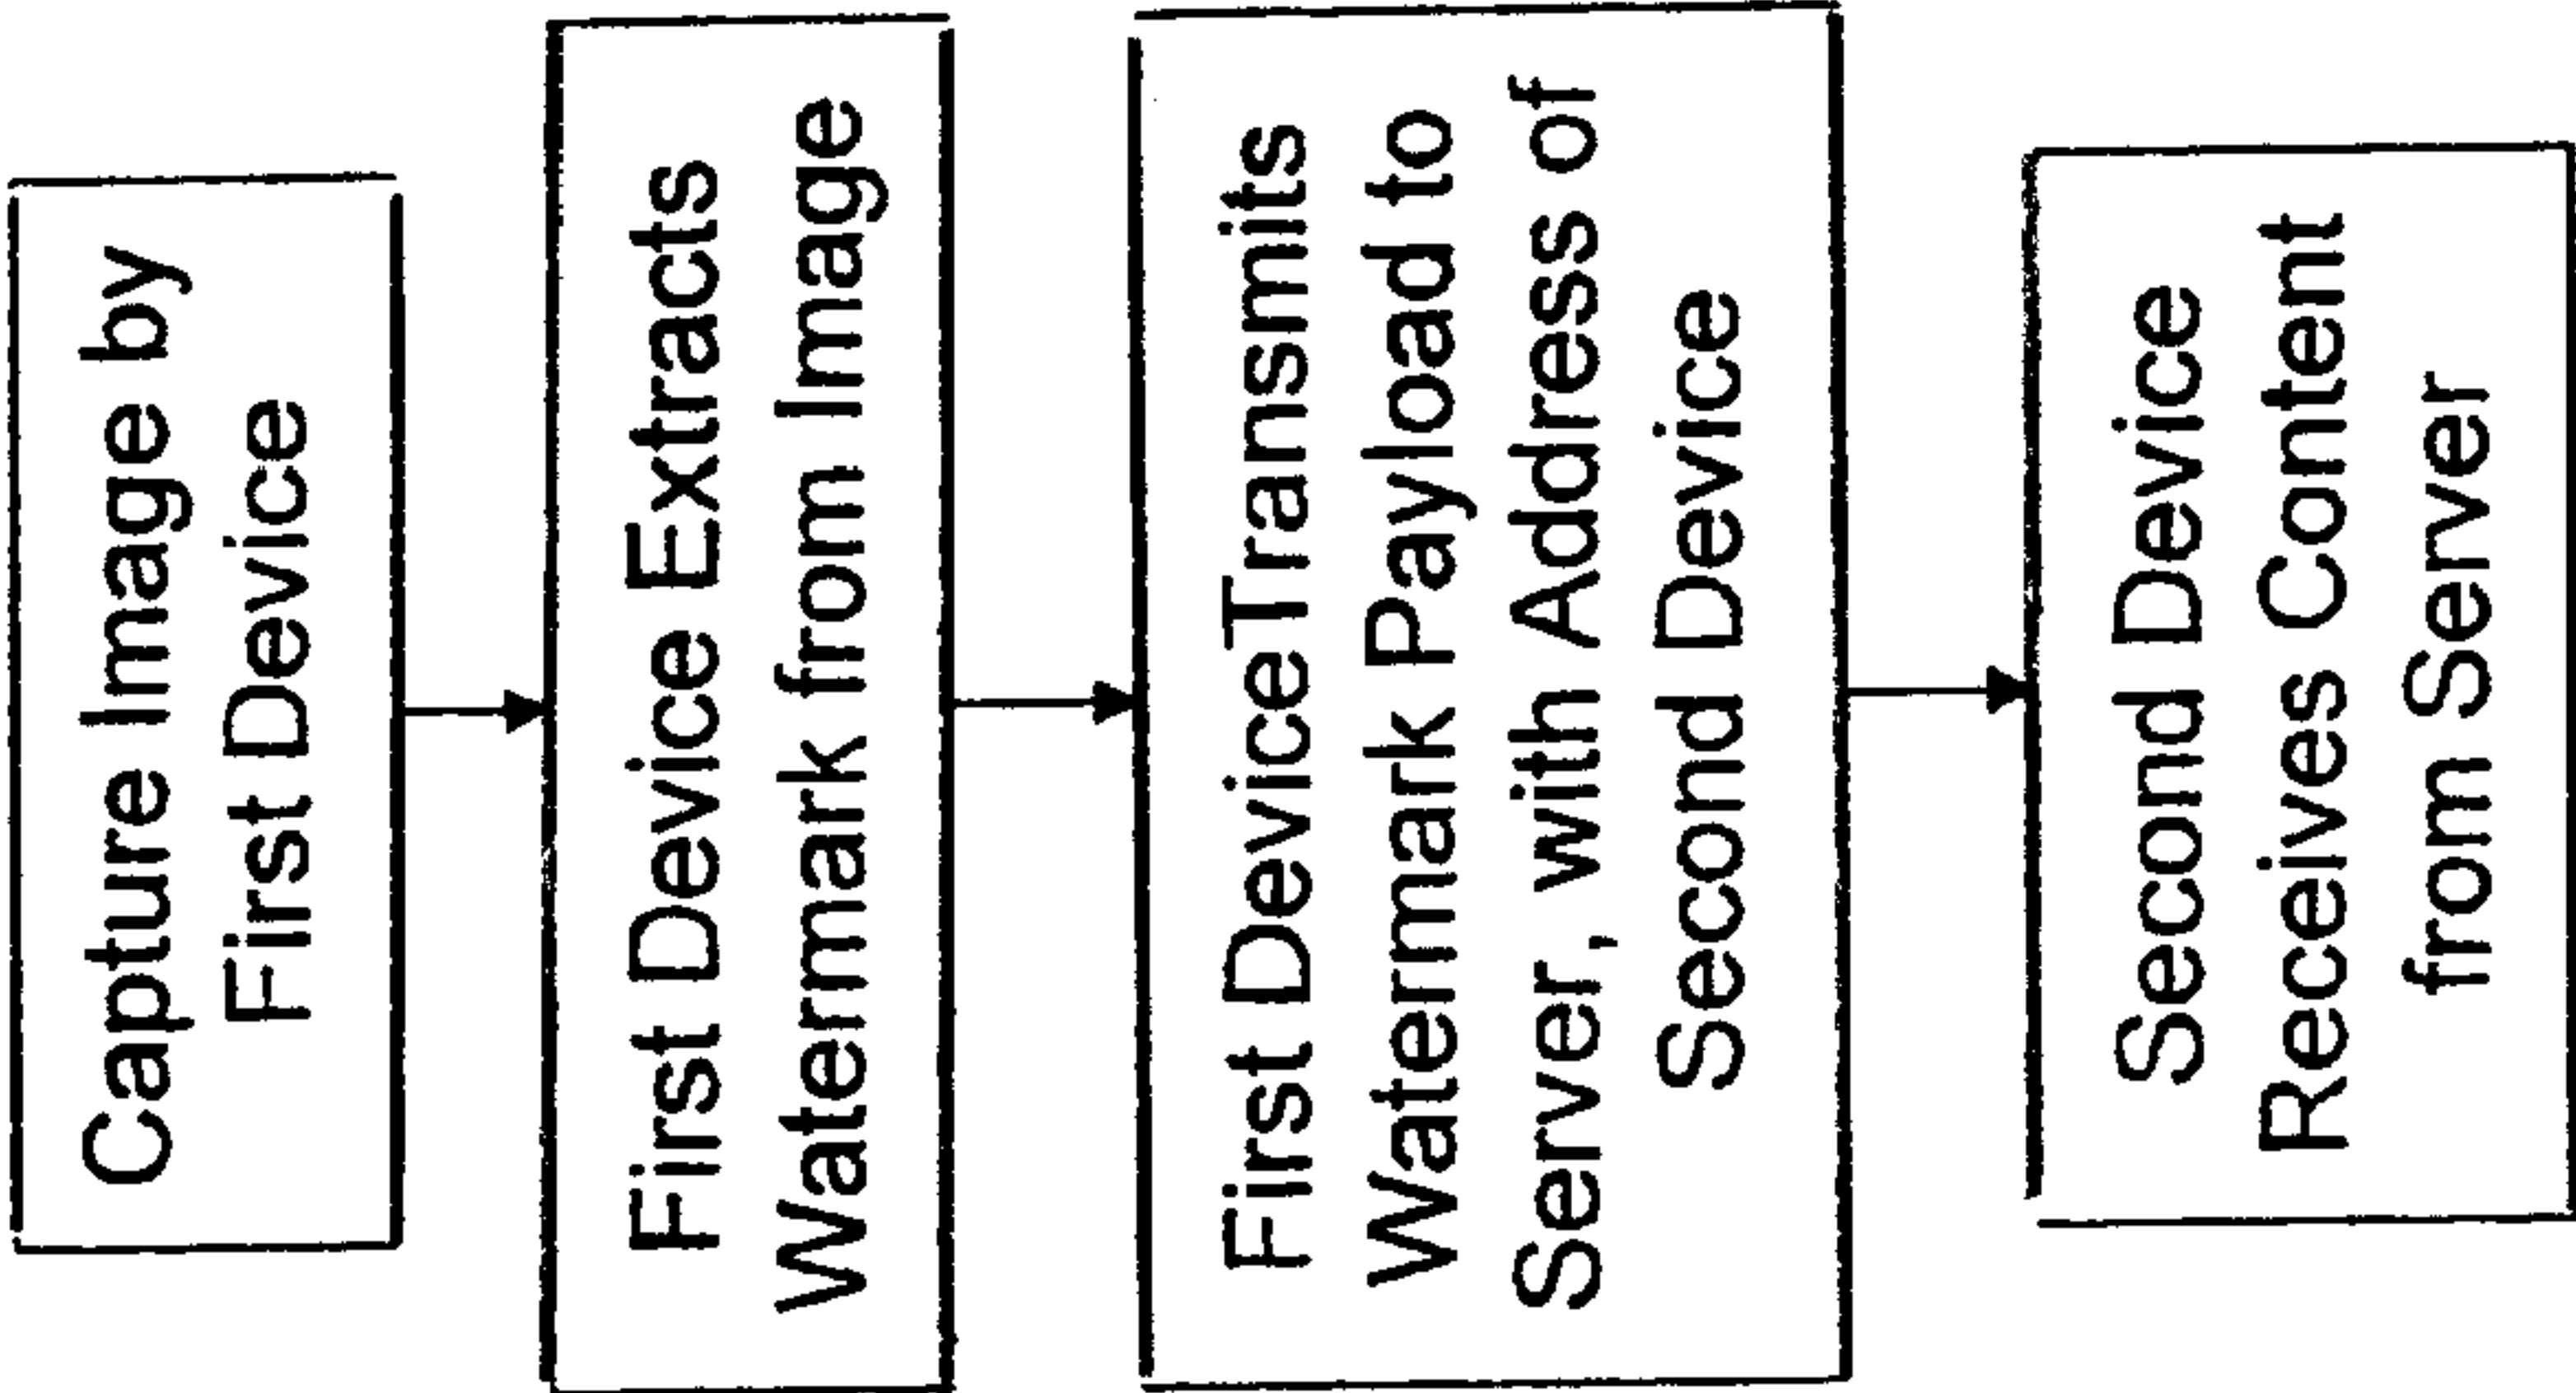 Capture Image by
First Device
First Device Extracts
Watermark from Image
First DeviceTransmits
Watermark Payload to
Server, with Address of
Second Device
Second Device
Receives Content
from Server